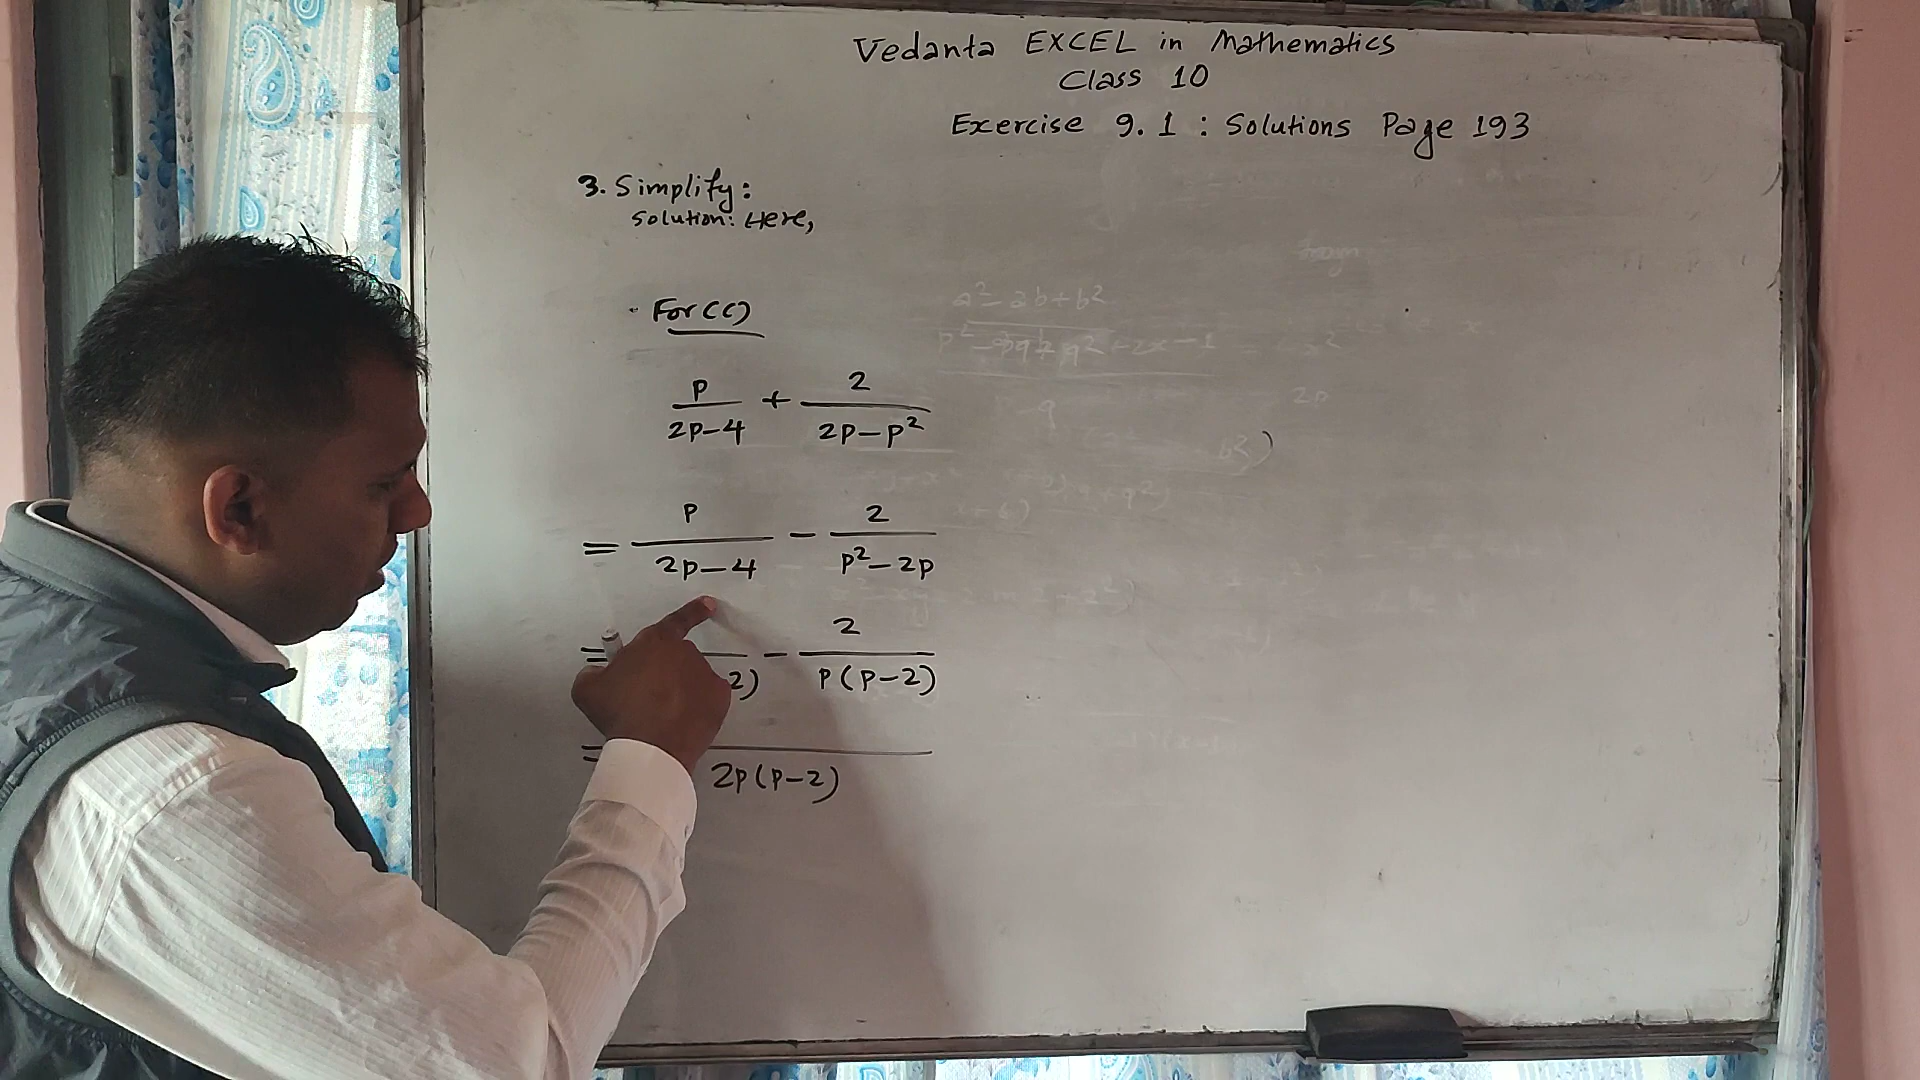 Vedanta EXCEL in Mathematics
Class 10
Exercise 9.1 : Solutions Page 193
3. Simplify:
Solution: Here,
For (c)
p/(2p-4) + 2/(2p-p²)
= p/(2p-4) - 2/(p²-2p)
= 2) - 2/(p(p-2))
= 2p(p-2)